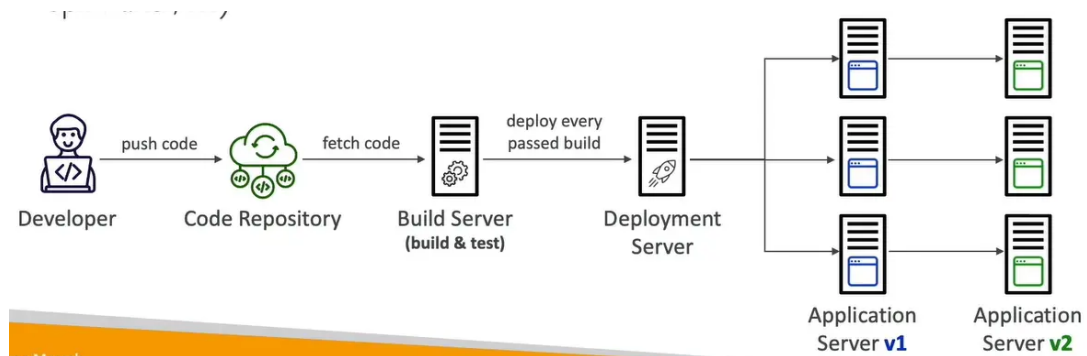 push code
fetch code
deploy every
passed build
Developer
Code Repository
Build Server
(build & test)
Deployment
Server
Application
Server v1
Application
Server v2